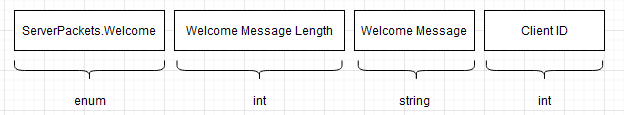 ServerPackets.Welcome
Welcome Message Length
Welcome Message
Client ID
enum
int
string
int